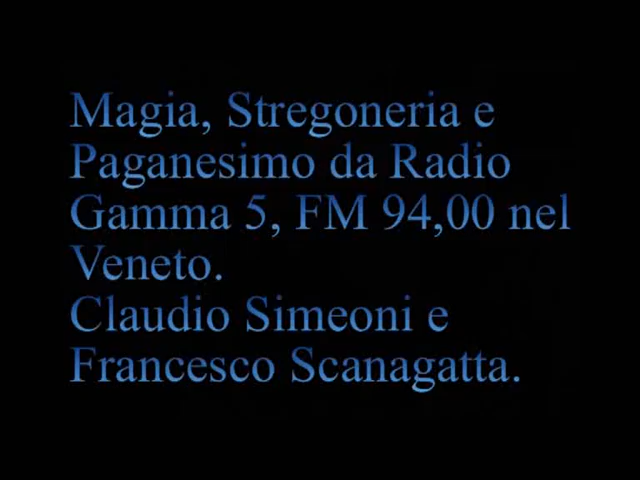 Magia, Stregoneria e
Paganesimo da Radio
Gamma 5, FM 94,00 nel
Veneto.
Claudio Simeoni e
Francesco Scanagatta.